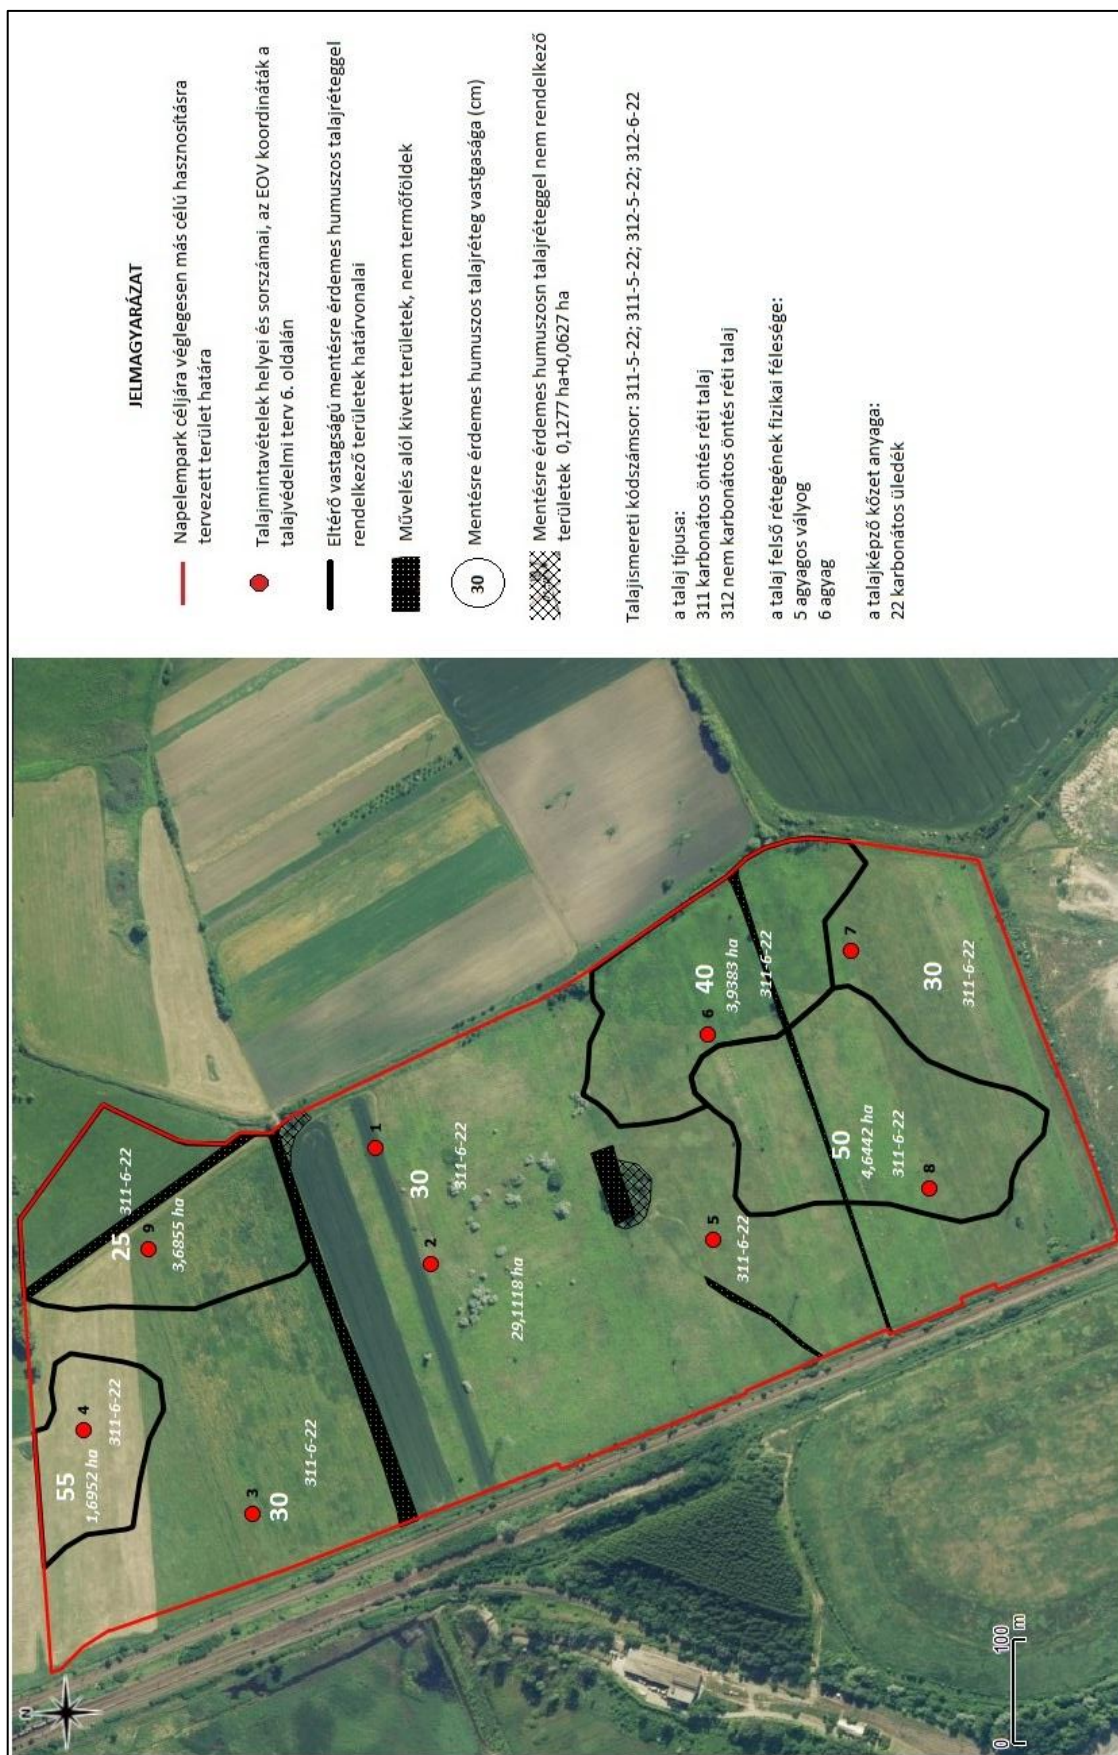 JELMAGYARÁZAT
Napelempark céljára véglegesen más célú hasznosításra
tervezett terület határa
Talajmintavételek helyei és sorszámai, az EOV koordináták a
talajvédelmi terv 6. oldalán
Eltérő vastagságú mentésre érdemes humuszos talajréteggel
rendelkező területek határvonalai
Művelés alól kivett területek, nem termőföldek
30
Mentésre érdemes humuszos talajréteg vastgasága (cm)
Mentésre érdemes humuszosn talajréteggel nem rendelkező
területek 0,1277 ha+0,0627 ha
Talajismereti kódszámsor: 311-5-22; 311-5-22; 312-5-22; 312-6-22
a talaj típusa:
311 karbonátos öntés réti talaj
312 nem karbonátos öntés réti talaj
a talaj felső rétegének fizikai félesége:
5 agyagos vályog
6 agyag
a talajképző kőzet anyaga:
22 karbonátos üledék
N
55
4
1,6952 ha
311-6-22
25
311-6-22
9
3,6855 ha
3
30
311-6-22
1
30
311-6-22
2
29,1118 ha
5
311-6-22
6
40
3,9383 ha
311-6-22
50
4,6442 ha
311-6-22
8
7
30
311-6-22
0
100
m